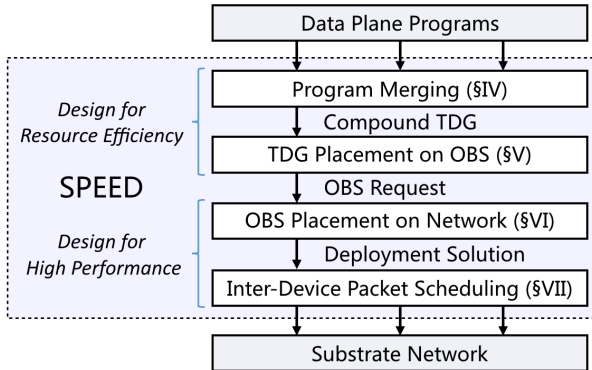 Data Plane Programs
Program Merging (§IV)
Design for
Resource Efficiency
Compound TDG
TDG Placement on OBS (§V)
SPEED
OBS Request
OBS Placement on Network (§VI)
Design for
High Performance
Deployment Solution
Inter-Device Packet Scheduling (§VII)
Substrate Network